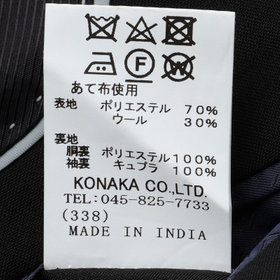 あて布使用
表地 ポリエステル 70%
ウール 30%
裏地
胴裏 ポリエステル100%
袖裏 キュプラ 100%
KONAKA CO.,LTD.
TEL:045-825-7733
(338)
MADE IN INDIA